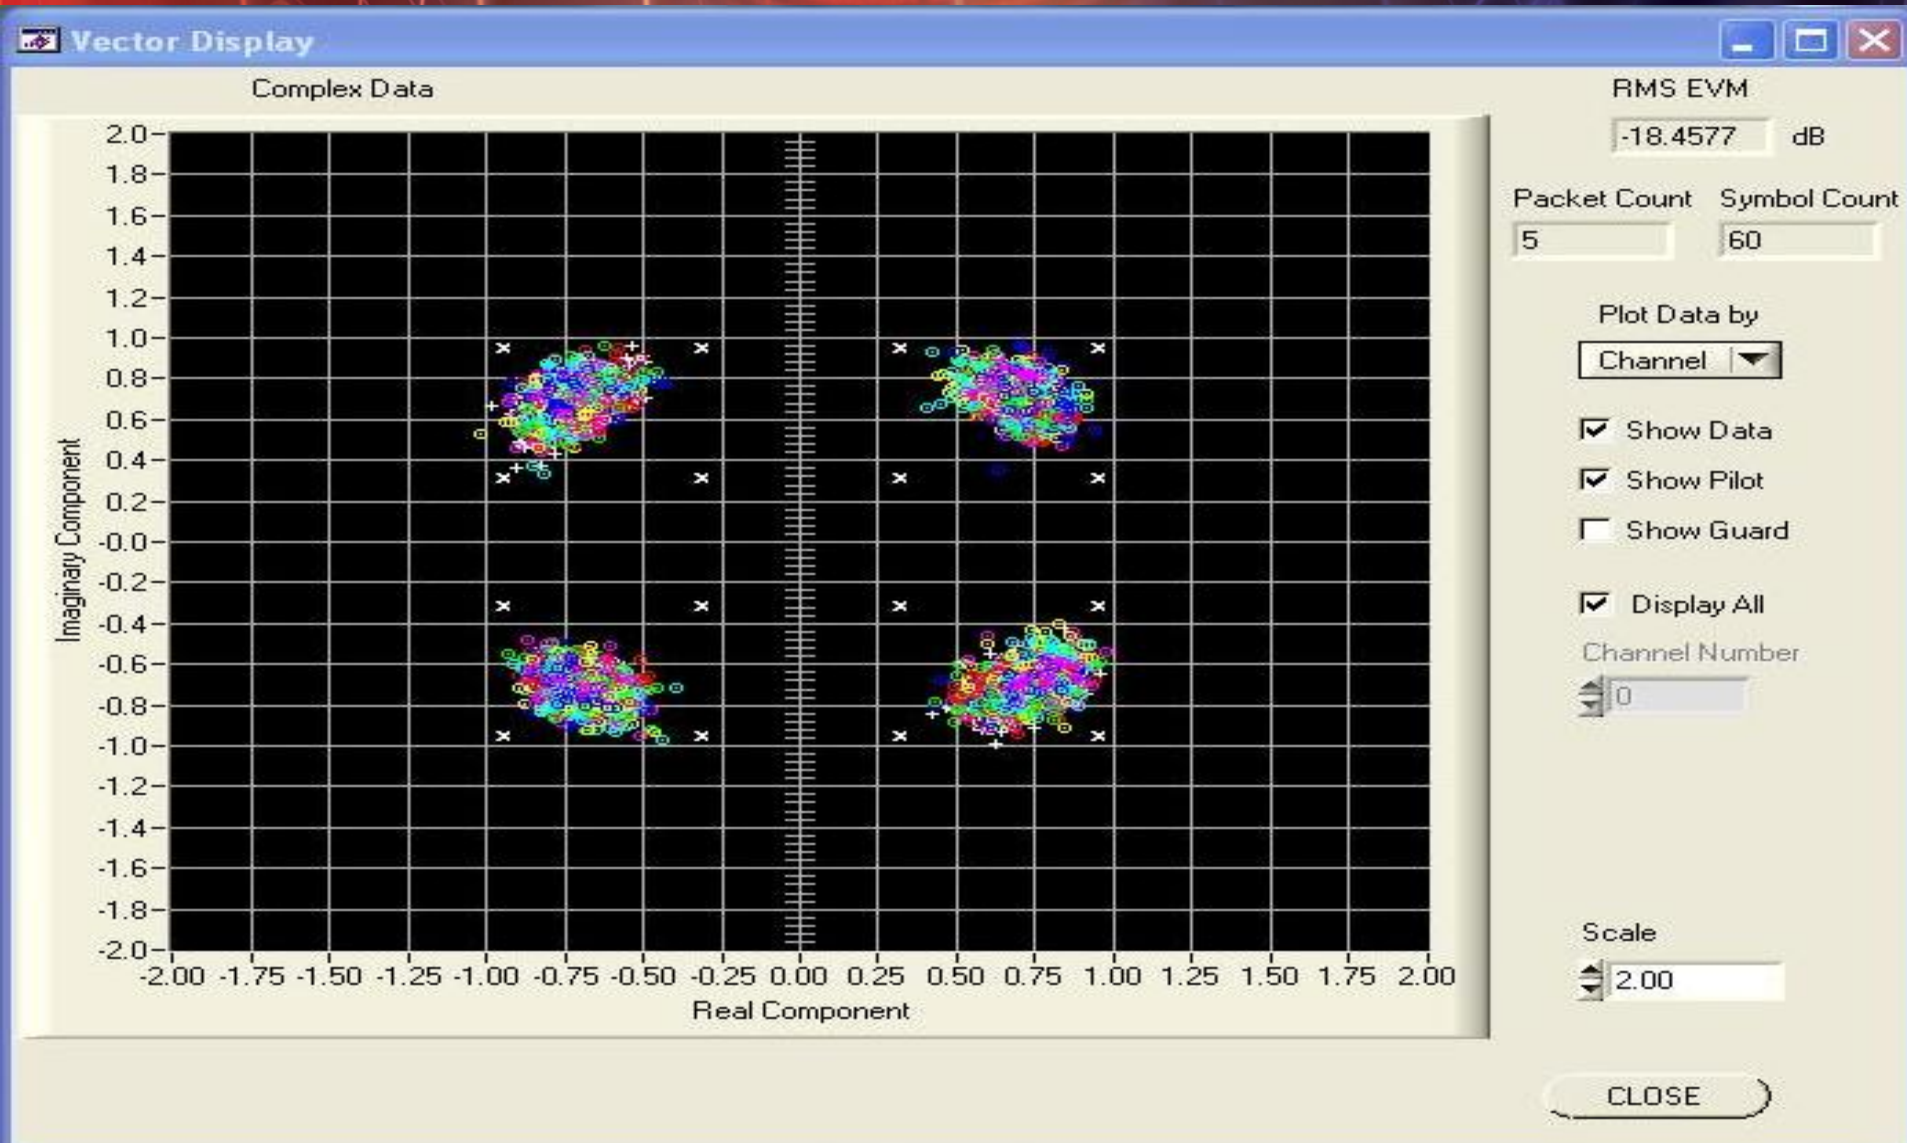 Vector Display
Complex Data
2.0
1.8
1.6
1.4
1.2
1.0
0.8
0.6
0.4
0.2
-0.0
-0.2
-0.4
-0.6
-0.8
-1.0
-1.2
-1.4
-1.6
-1.8
-2.0
Imaginary Component
-2.00 -1.75 -1.50 -1.25 -1.00 -0.75 -0.50 -0.25 0.00 0.25 0.50 0.75 1.00 1.25 1.50 1.75 2.00
Real Component
RMS EVM
-18.4577 dB
Packet Count Symbol Count
5 60
Plot Data by
Channel
Show Data
Show Pilot
Show Guard
Display All
Channel Number
0
Scale
2.00
CLOSE